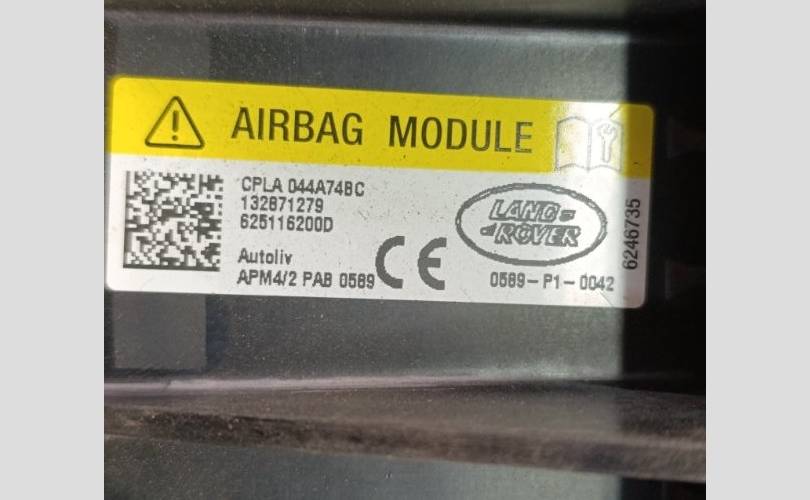 AIRBAG MODULE
CPLA 044A74BC
132871279
625116200D
Autoliv
APM4/2 PAB 0589
CE
LAND-
-ROVER
0589-P1-0042
6246735